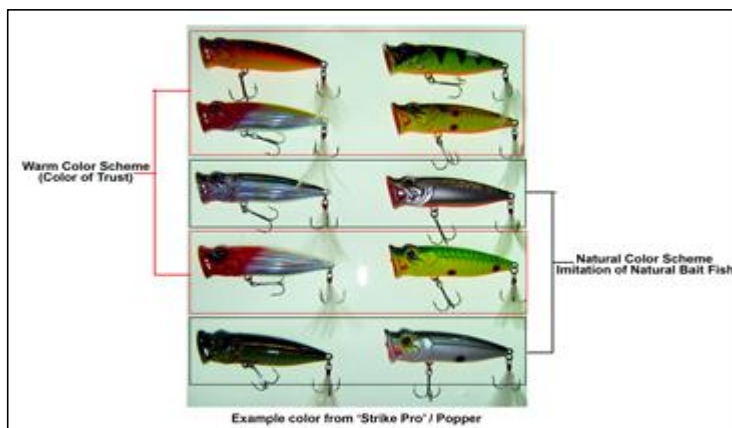 Warm Color Scheme
(Color of Trust)
Natural Color Scheme
Imitation of Natural Bait Fish
Example color from "Strike Pro" / Popper